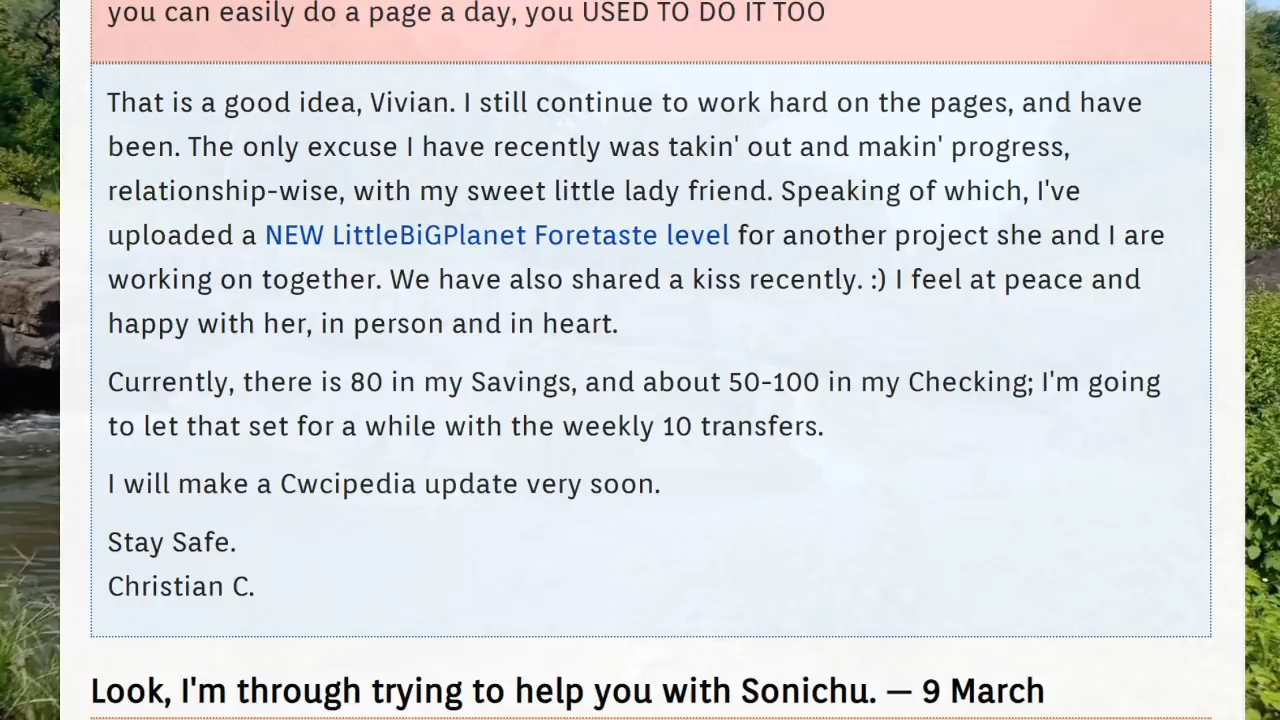 you can easily do a page a day, you USED TO DO IT TOO
That is a good idea, Vivian. I still continue to work hard on the pages, and have
been. The only excuse I have recently was takin' out and makin' progress,
relationship-wise, with my sweet little lady friend. Speaking of which, I've
uploaded a NEW LittleBiGPlanet Foretaste level for another project she and I are
working on together. We have also shared a kiss recently. :) I feel at peace and
happy with her, in person and in heart.
Currently, there is 80 in my Savings, and about 50-100 in my Checking; I'm going
to let that set for a while with the weekly 10 transfers.
I will make a Cwcipedia update very soon.
Stay Safe.
Christian C.
Look, I'm through trying to help you with Sonichu. — 9 March